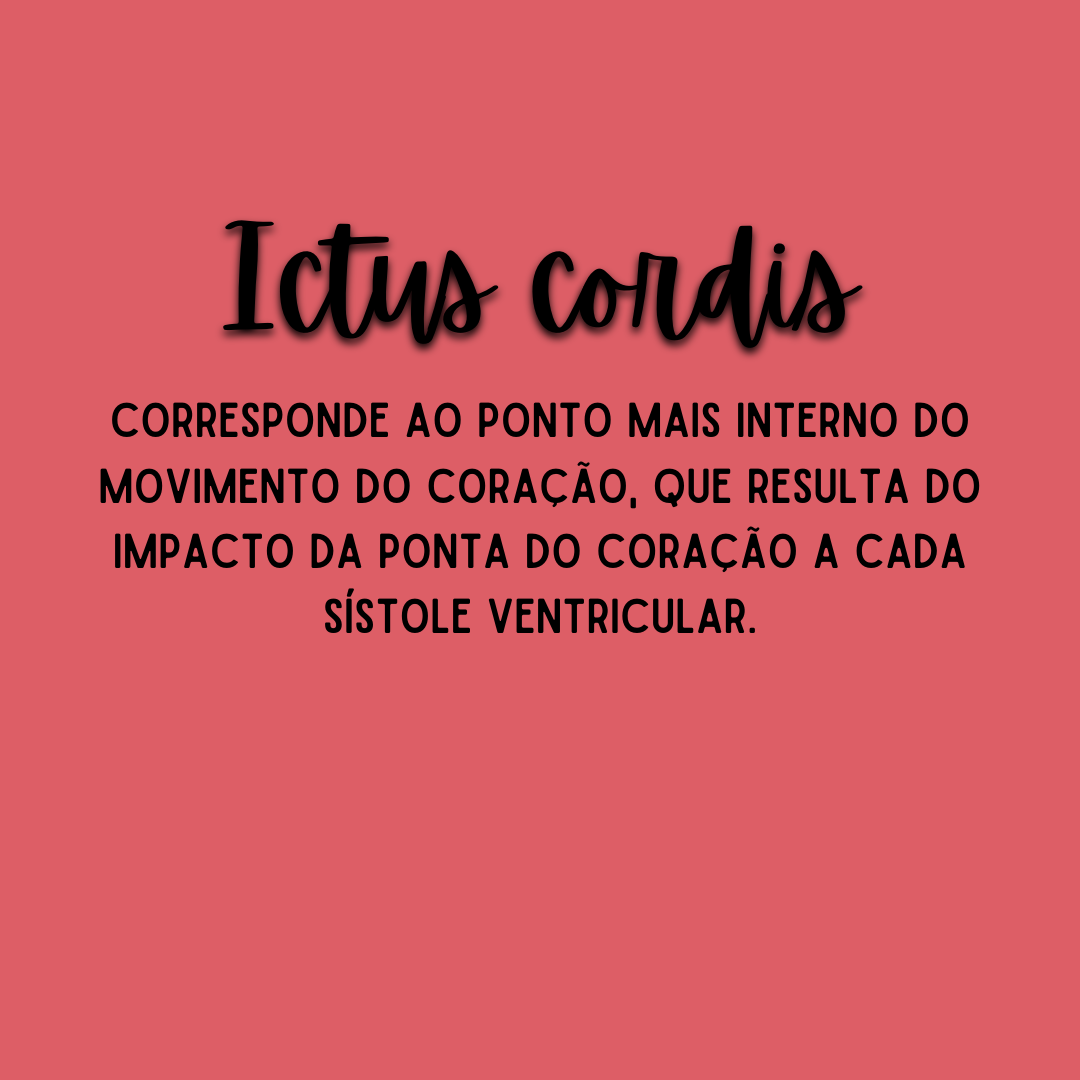 Ictus cordis
CORRESPONDE AO PONTO MAIS INTERNO DO
MOVIMENTO DO CORAÇÃO, QUE RESULTA DO
IMPACTO DA PONTA DO CORAÇÃO A CADA
SÍSTOLE VENTRICULAR.